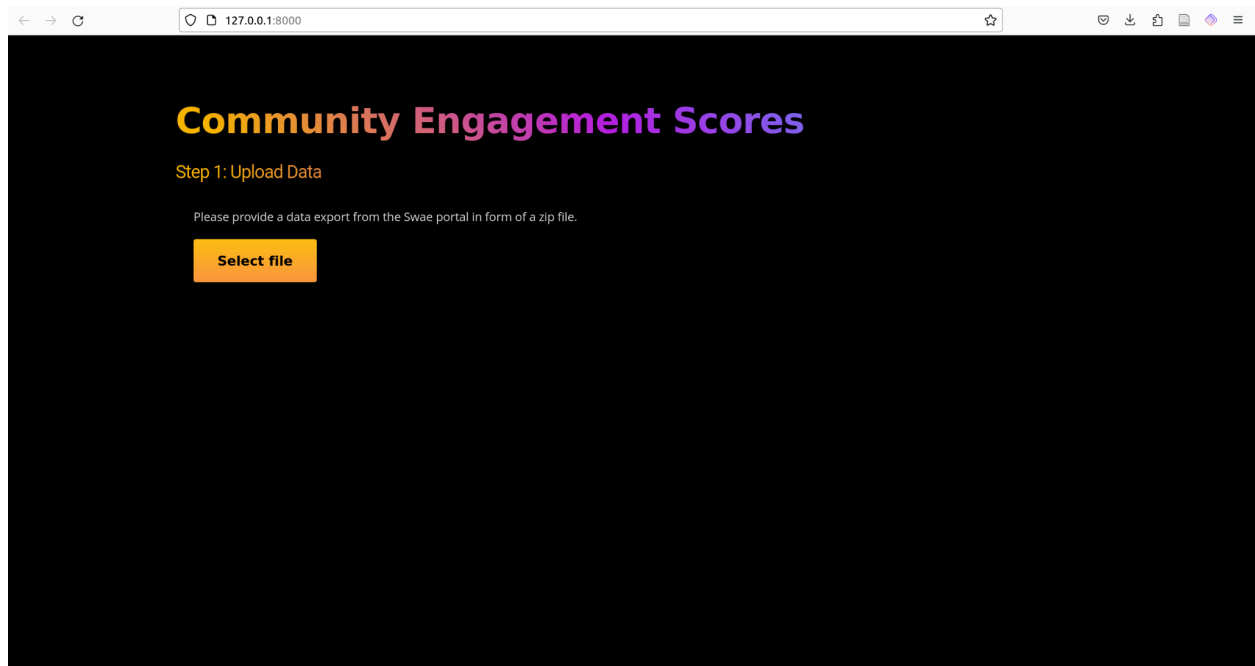 127.0.0.1:8000
Community Engagement Scores
Step 1: Upload Data
Please provide a data export from the Swae portal in form of a zip file.
Select file